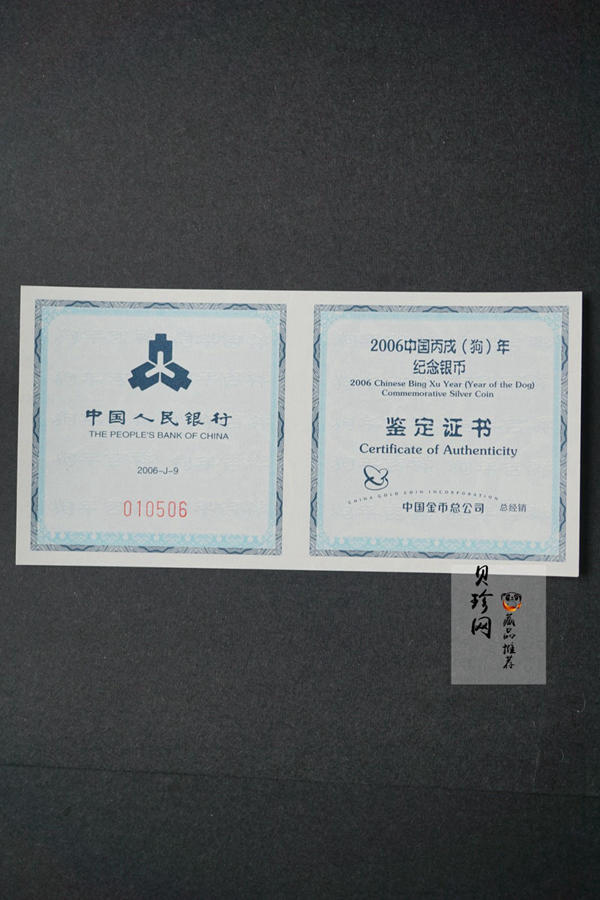 中国人民银行
THE PEOPLE'S BANK OF CHINA
2006-J-9
010506
2006中国丙戌（狗）年
纪念银币
2006 Chinese Bing Xu Year (Year of the Dog)
Commemorative Silver Coin
鉴定证书
Certificate of Authenticity
CHINA GOLD COIN INCORPORATION
中国金币总公司 总经销
贝珍网
藏品推荐